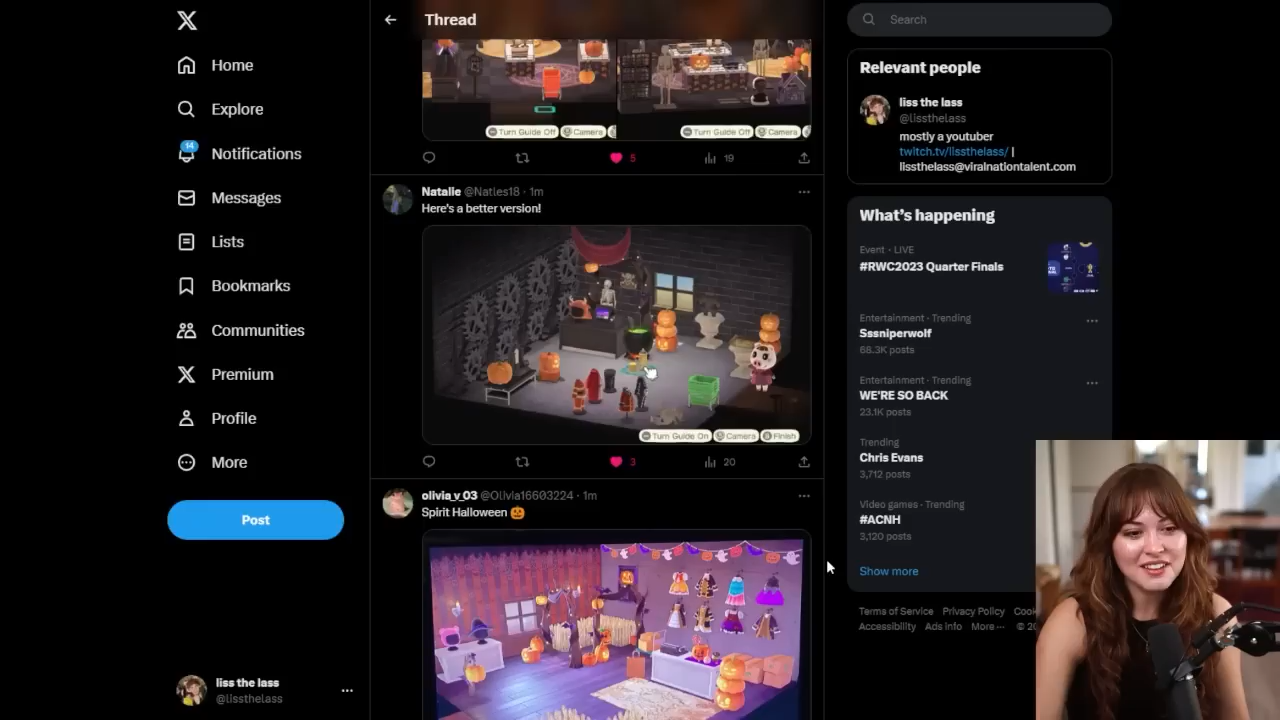 Home
Explore
14
Notifications
Messages
Lists
Bookmarks
Communities
Premium
Profile
More
Post
liss the lass
@lissthelass
Thread
Turn Guide Off
Camera
Turn Guide Off
Camera
5
19
Natalie @Natles18 · 1m
Here's a better version!
Turn Guide On
Camera
Finish
3
20
olivia_v_03 @Olivia16603224 · 1m
Spirit Halloween 🎃
Search
Relevant people
liss the lass
@lissthelass
mostly a youtuber
twitch.tv/lissthelass/ |
lissthelass@viralnationtalent.com
What's happening
Event · LIVE
#RWC2023 Quarter Finals
Entertainment · Trending
Sssniperwolf
68.3K posts
Entertainment · Trending
WE'RE SO BACK
23.1K posts
Trending
Chris Evans
3,712 posts
Video games · Trending
#ACNH
3,120 posts
Show more
Terms of Service Privacy Policy Cook
Accessibility Ads info More ··· © 20